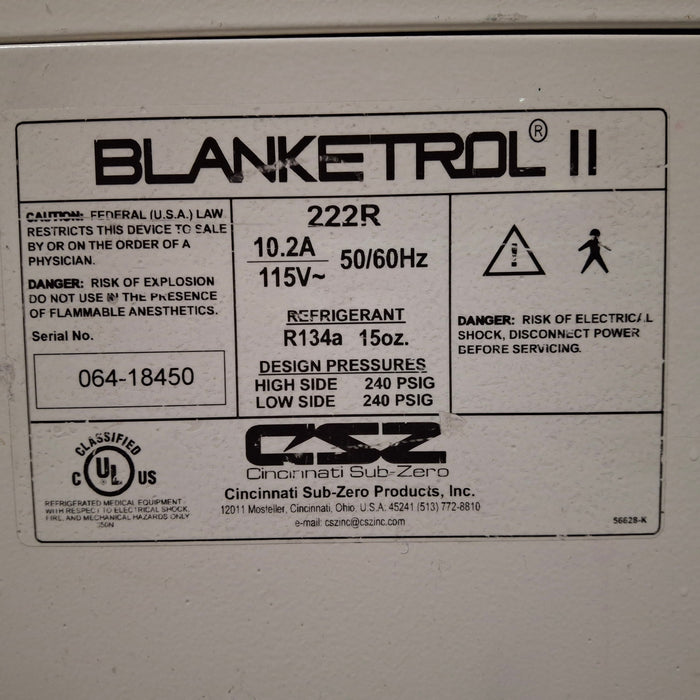 BLANKETROL® II
CAUTION: FEDERAL (U.S.A.) LAW
RESTRICTS THIS DEVICE TO SALE
BY OR ON THE ORDER OF A
PHYSICIAN.
DANGER: RISK OF EXPLOSION
DO NOT USE IN THE PRESENCE
OF FLAMMABLE ANESTHETICS.
Serial No.
064-18450
222R
10.2A
115V~ 50/60Hz
REFRIGERANT
R134a 15oz.
DESIGN PRESSURES
HIGH SIDE 240 PSIG
LOW SIDE 240 PSIG
DANGER: RISK OF ELECTRICAL
SHOCK, DISCONNECT POWER
BEFORE SERVICING.
CLASSIFIED
C UL US
REFRIGERATED MEDICAL EQUIPMENT
WITH RESPECT TO ELECTRICAL SHOCK,
FIRE, AND MECHANICAL HAZARDS ONLY
CSZ
Cincinnati Sub-Zero
Cincinnati Sub-Zero Products, Inc.
12011 Mosteller, Cincinnati, Ohio, U.S.A. 45241 (513) 772-8810
e-mail: cszinc@cszinc.com
56628-K